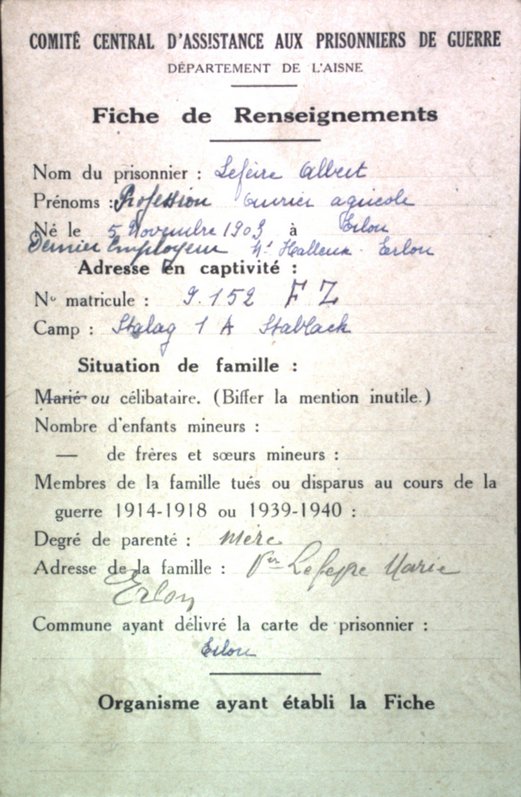 COMITÉ CENTRAL D'ASSISTANCE AUX PRISONNIERS DE GUERRE
DÉPARTEMENT DE L'AISNE
Fiche de Renseignements
Nom du prisonnier : Lefèvre Albert
Prénoms : Profession Ouvrier agricole
Né le 5 Novembre 1909 à Erlon
Dernier Employeur Halleux Erlon
Adresse en captivité :
No matricule : 9.152 F Z
Camp : Stalag 1 A Stablack
Situation de famille :
Marié ou célibataire. (Biffer la mention inutile.)
Nombre d'enfants mineurs :
— de frères et sœurs mineurs :
Membres de la famille tués ou disparus au cours de la
guerre 1914-1918 ou 1939-1940 :
Degré de parenté : mère
Adresse de la famille : Vve Lefèvre Marie
Erlon
Commune ayant délivré la carte de prisonnier :
Erlon
Organisme ayant établi la Fiche